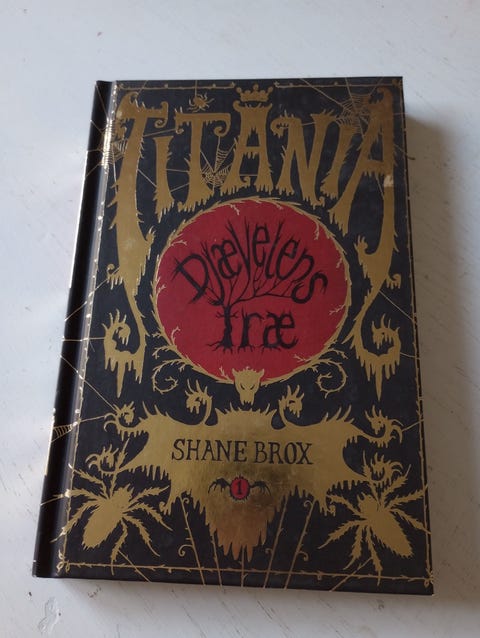 TITANIA
Djævelens
Træ
SHANE BROX
1